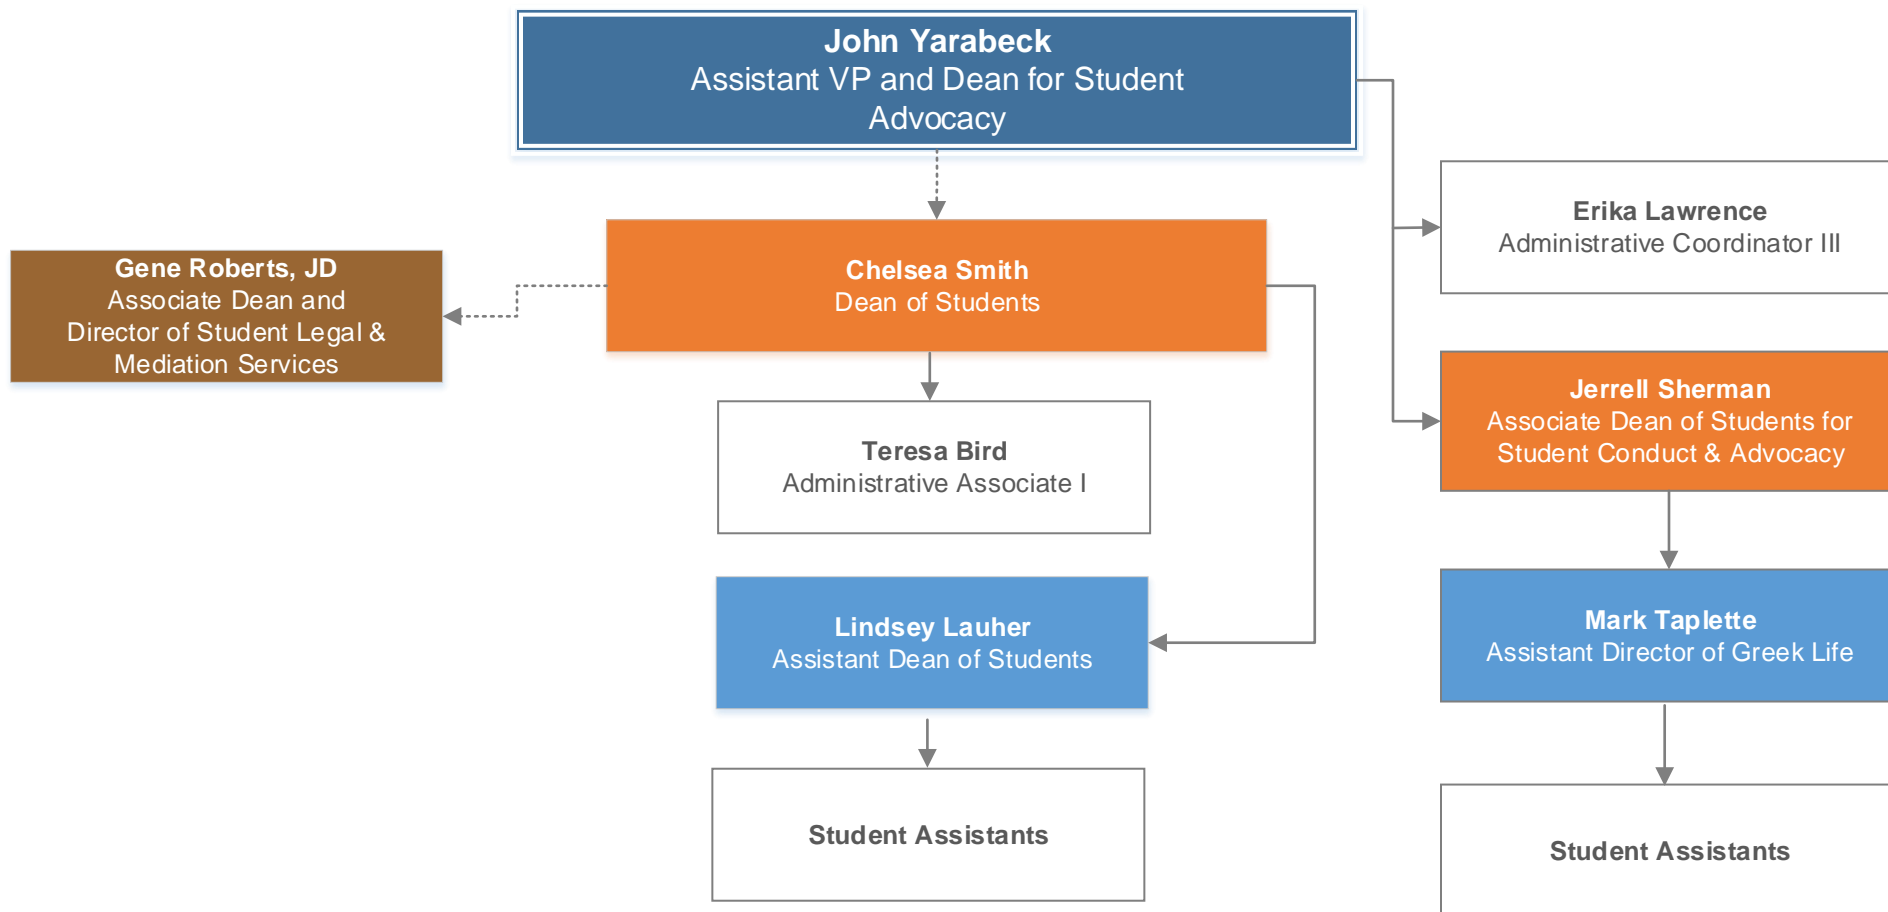 John Yarabeck
Assistant VP and Dean for Student
Advocacy
Erika Lawrence
Administrative Coordinator III
Gene Roberts, JD
Associate Dean and
Director of Student Legal &
Mediation Services
Chelsea Smith
Dean of Students
Jerrell Sherman
Associate Dean of Students for
Student Conduct & Advocacy
Teresa Bird
Administrative Associate I
Lindsey Lauher
Assistant Dean of Students
Mark Taplette
Assistant Director of Greek Life
Student Assistants
Student Assistants